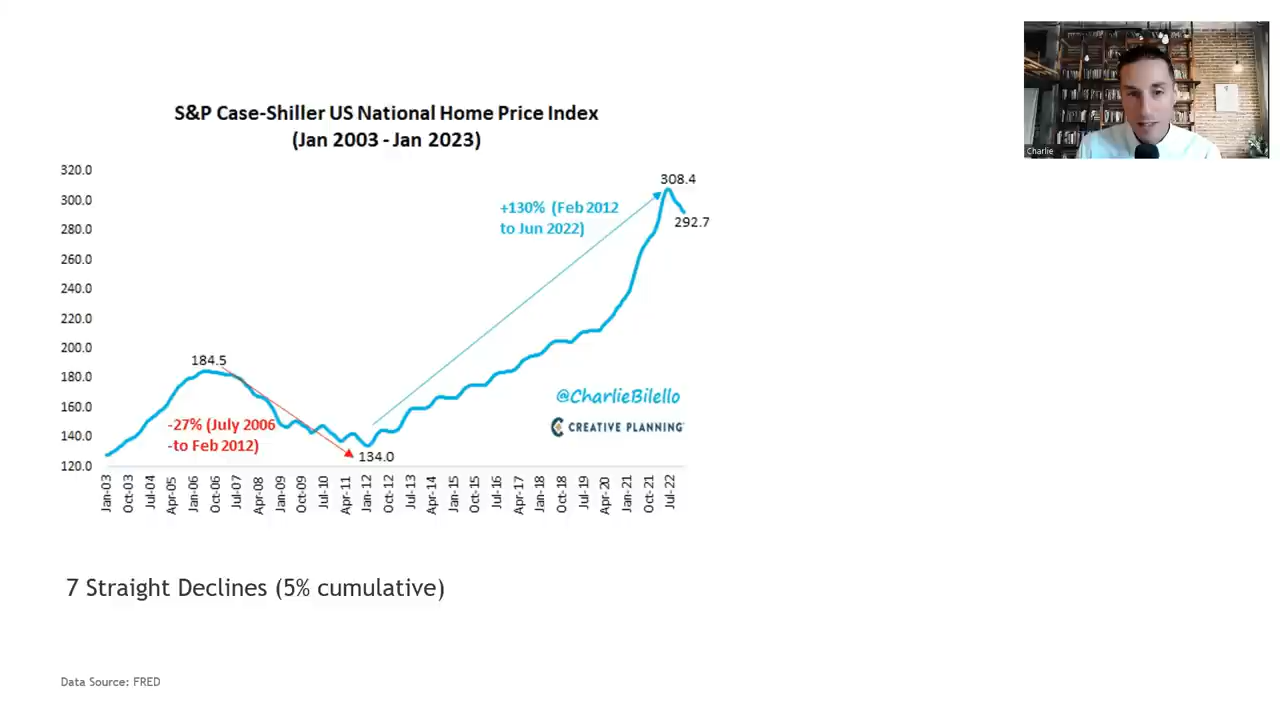 Charlie
S&P Case-Shiller US National Home Price Index
(Jan 2003 - Jan 2023)
320.0
300.0
280.0
260.0
240.0
220.0
200.0
180.0
160.0
140.0
120.0
308.4
292.7
+130% (Feb 2012
to Jun 2022)
184.5
-27% (July 2006
-to Feb 2012)
134.0
@CharlieBilello
CREATIVE PLANNING
Jan-03
Oct-03
Jul-04
Apr-05
Jan-06
Oct-06
Jul-07
Apr-08
Jan-09
Oct-09
Jul-10
Apr-11
Jan-12
Oct-12
Jul-13
Apr-14
Jan-15
Oct-15
Jul-16
Apr-17
Jan-18
Oct-18
Jul-19
Apr-20
Jan-21
Oct-21
Jul-22
7 Straight Declines (5% cumulative)
Data Source: FRED